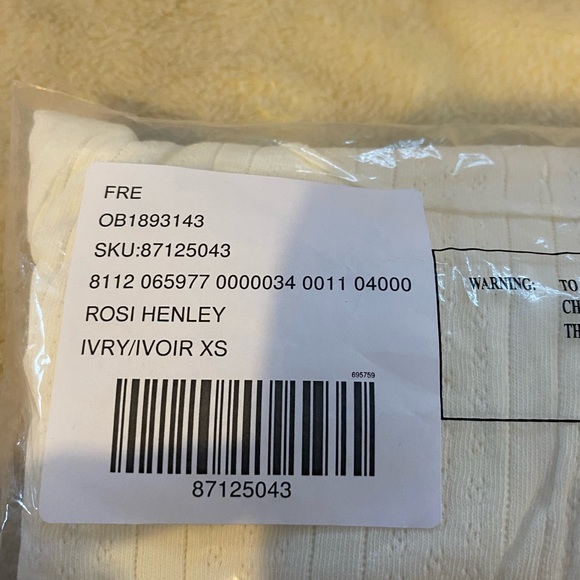 FRE
OB1893143
SKU:87125043
8112 065977 0000034 0011 04000
ROSI HENLEY
IVRY/IVOIR XS
695759
87125043
WARNING: TO
CH
TH